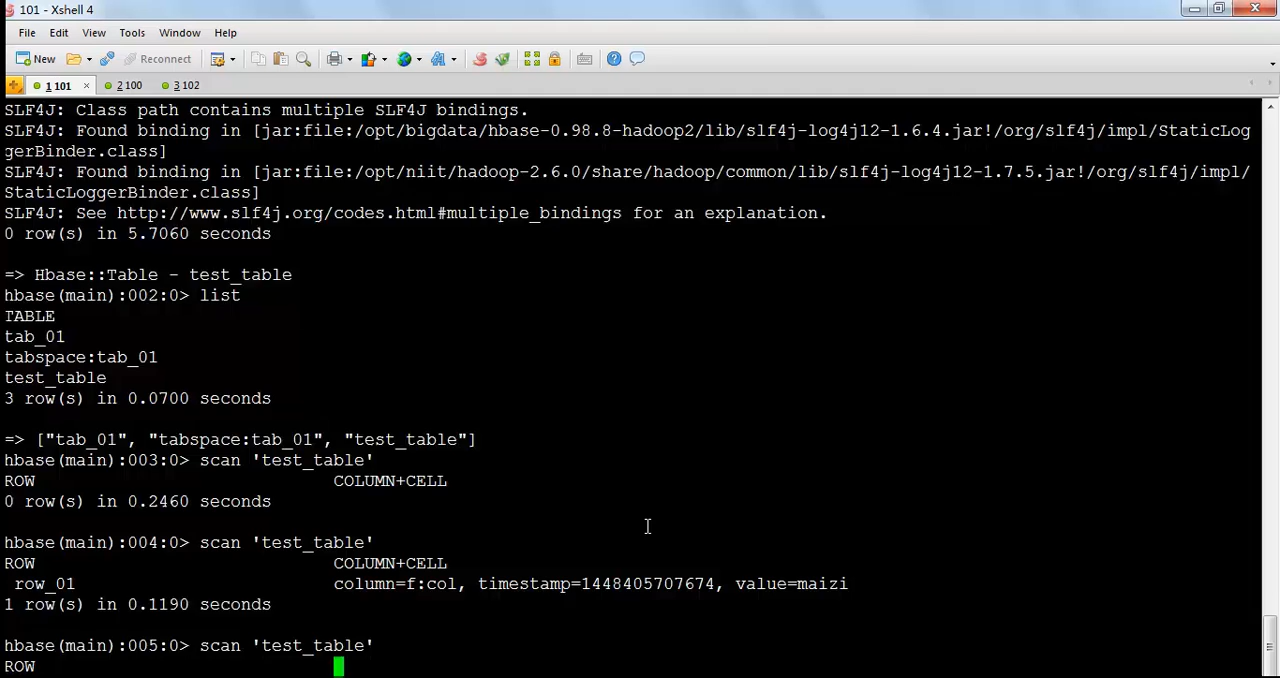 101 - Xshell 4
File Edit View Tools Window Help
New Reconnect
1 101 × 2 100 3 102
SLF4J: Class path contains multiple SLF4J bindings.
SLF4J: Found binding in [jar:file:/opt/bigdata/hbase-0.98.8-hadoop2/lib/slf4j-log4j12-1.6.4.jar!/org/slf4j/impl/StaticLog
gerBinder.class]
SLF4J: Found binding in [jar:file:/opt/niit/hadoop-2.6.0/share/hadoop/common/lib/slf4j-log4j12-1.7.5.jar!/org/slf4j/impl/
StaticLoggerBinder.class]
SLF4J: See http://www.slf4j.org/codes.html#multiple_bindings for an explanation.
0 row(s) in 5.7060 seconds
=> Hbase::Table - test_table
hbase(main):002:0> list
TABLE
tab_01
tabspace:tab_01
test_table
3 row(s) in 0.0700 seconds
=> ["tab_01", "tabspace:tab_01", "test_table"]
hbase(main):003:0> scan 'test_table'
ROW COLUMN+CELL
0 row(s) in 0.2460 seconds
hbase(main):004:0> scan 'test_table'
ROW COLUMN+CELL
row_01 column=f:col, timestamp=1448405707674, value=maizi
1 row(s) in 0.1190 seconds
hbase(main):005:0> scan 'test_table'
ROW